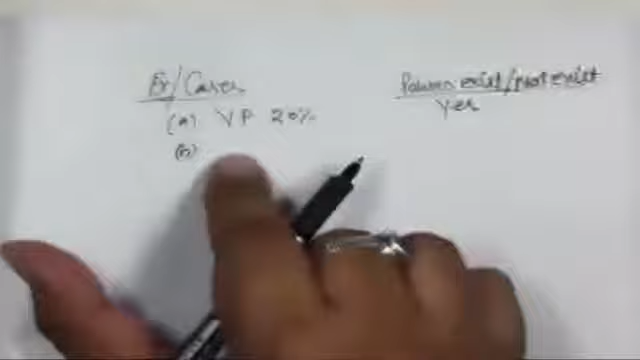 Ex/Cases
Power exist/not exist
(a) VP 20%
Yes
(b)